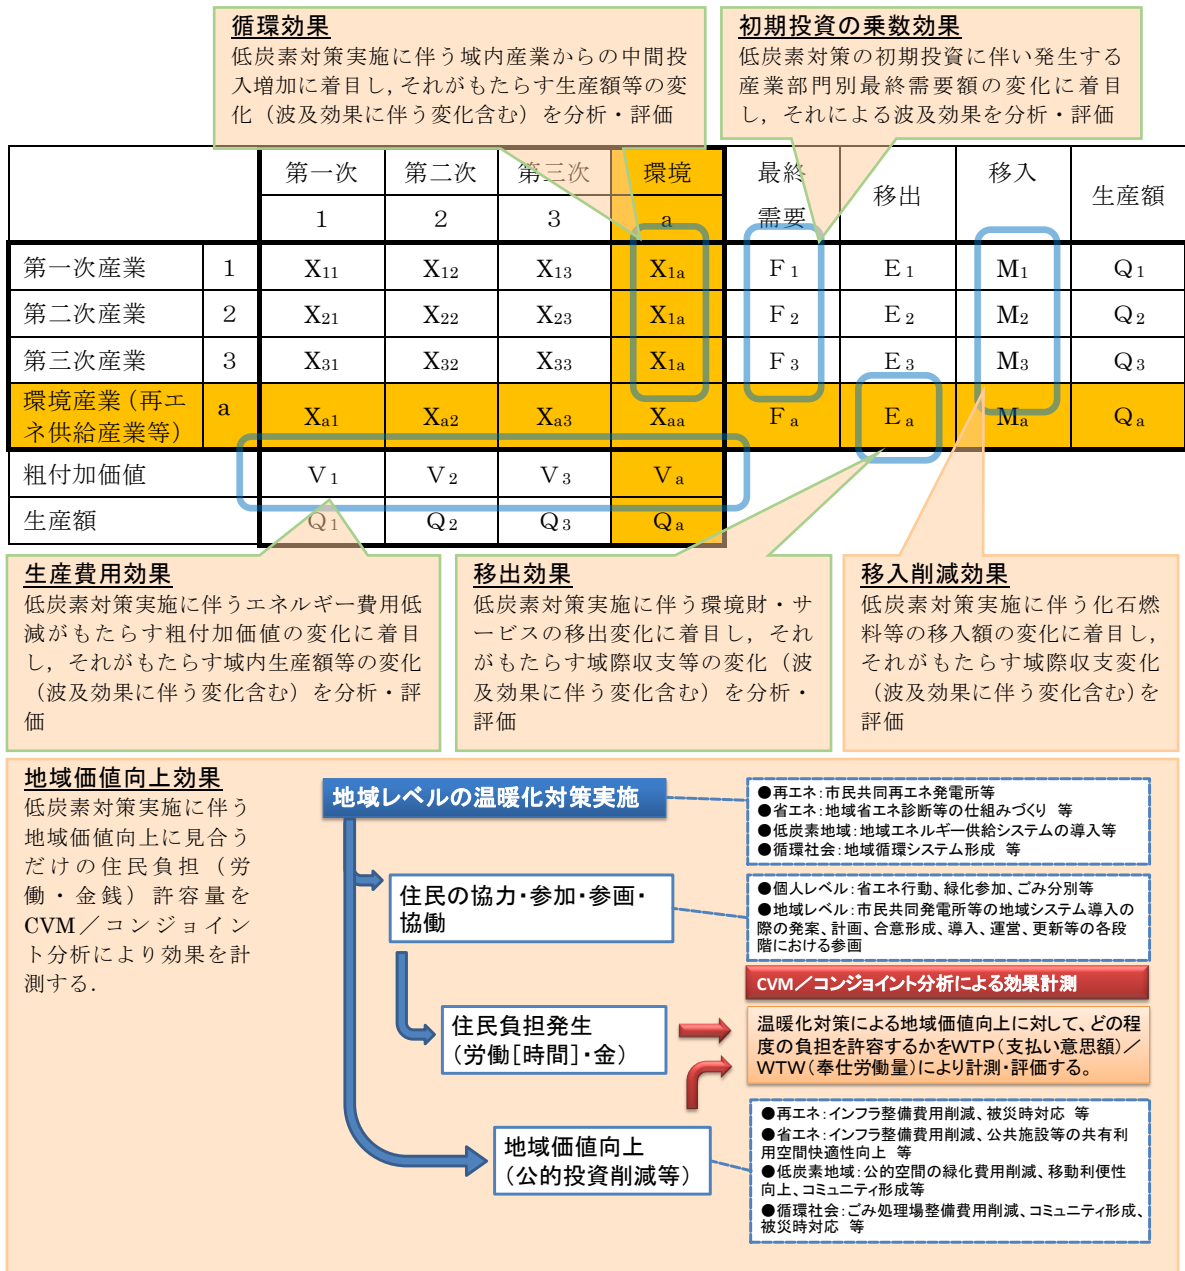 循環効果
低炭素対策実施に伴う域内産業からの中間投
入増加に着目し,それがもたらす生産額等の変
化（波及効果に伴う変化含む）を分析・評価
初期投資の乗数効果
低炭素対策の初期投資に伴い発生する
産業部門別最終需要額の変化に着目
し，それによる波及効果を分析・評価
第一次 第二次 第三次 環境 最終需要 移出 移入 生産額
1 2 3 a
第一次産業 1 X11 X12 X13 X1a F1 E1 M1 Q1
第二次産業 2 X21 X22 X23 X1a F2 E2 M2 Q2
第三次産業 3 X31 X32 X33 X1a F3 E3 M3 Q3
環境産業（再エ
ネ供給産業等） a Xa1 Xa2 Xa3 Xaa Fa Ea Ma Qa
粗付加価値 V1 V2 V3 Va
生産額 Q1 Q2 Q3 Qa
生産費用効果
低炭素対策実施に伴うエネルギー費用低
減がもたらす粗付加価値の変化に着目
し，それがもたらす域内生産額等の変化
（波及効果に伴う変化含む）を分析・評
価
移出効果
低炭素対策実施に伴う環境財・サ
ービスの移出変化に着目し，それ
がもたらす域際収支等の変化（波
及効果に伴う変化含む）を分析・
評価
移入削減効果
低炭素対策実施に伴う化石燃
料等の移入額の変化に着目し，
それがもたらす域際収支変化
（波及効果に伴う変化含む）を
評価
地域価値向上効果
低炭素対策実施に伴う
地域価値向上に見合う
だけの住民負担（労
働・金銭）許容量を
CVM／コンジョイン
ト分析により効果を計
測する.
地域レベルの温暖化対策実施
●再エネ：市民共同再エネ発電所等
●省エネ：地域省エネ診断等の仕組みづくり 等
●低炭素地域：地域エネルギー供給システムの導入等
●循環社会：地域循環システム形成 等
住民の協力・参加・参画・
協働
●個人レベル：省エネ行動、緑化参加、ごみ分別等
●地域レベル：市民共同発電所等の地域システム導入の
際の発案、計画、合意形成、導入、運営、更新等の各段
階における参画
CVM／コンジョイント分析による効果計測
住民負担発生
（労働[時間]・金）
温暖化対策による地域価値向上に対して、どの程
度の負担を許容するかをWTP（支払い意思額）／
WTW（奉仕労働量）により計測・評価する。
地域価値向上
（公的投資削減等）
●再エネ：インフラ整備費用削減、被災時対応 等
●省エネ：インフラ整備費用削減、公共施設等の共有利
用空間快適性向上 等
●低炭素地域：公的空間の緑化費用削減、移動利便性
向上、コミュニティ形成等
●循環社会：ごみ処理場整備費用削減、コミュニティ形成、
被災時対応 等